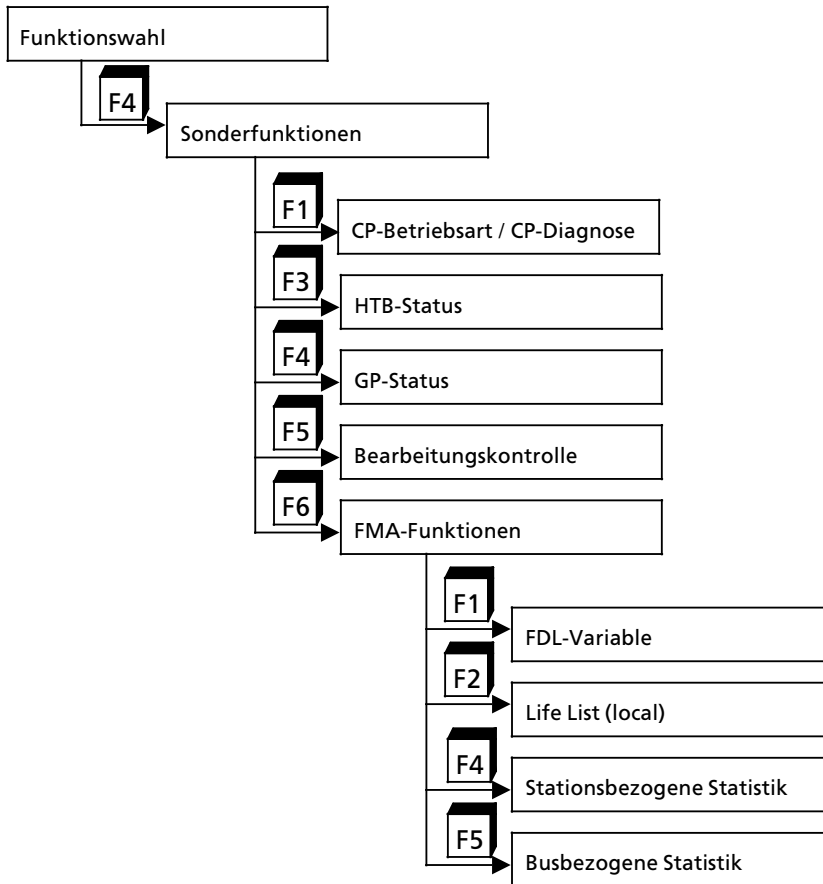 Funktionswahl
F4
Sonderfunktionen
F1
CP-Betriebsart / CP-Diagnose
F3
HTB-Status
F4
GP-Status
F5
Bearbeitungskontrolle
F6
FMA-Funktionen
F1
FDL-Variable
F2
Life List (local)
F4
Stationsbezogene Statistik
F5
Busbezogene Statistik